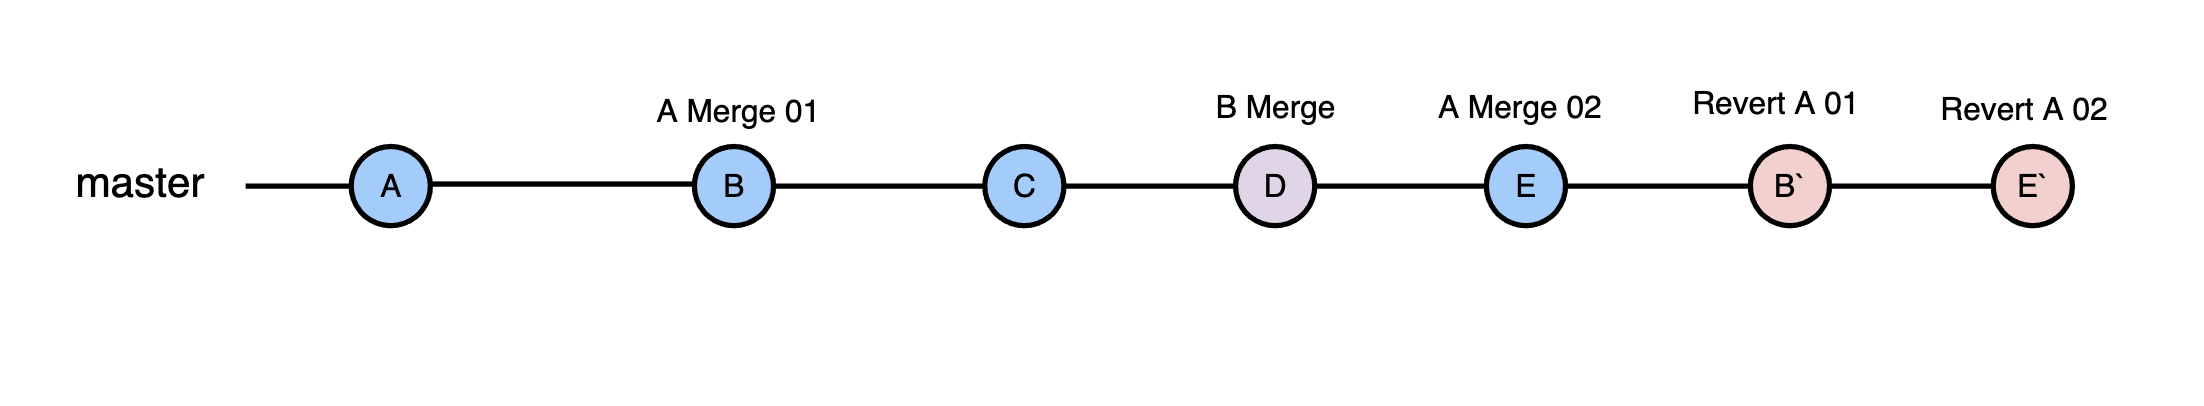 A Merge 01
B Merge
A Merge 02
Revert A 01
Revert A 02
master
A
B
C
D
E
B`
E`